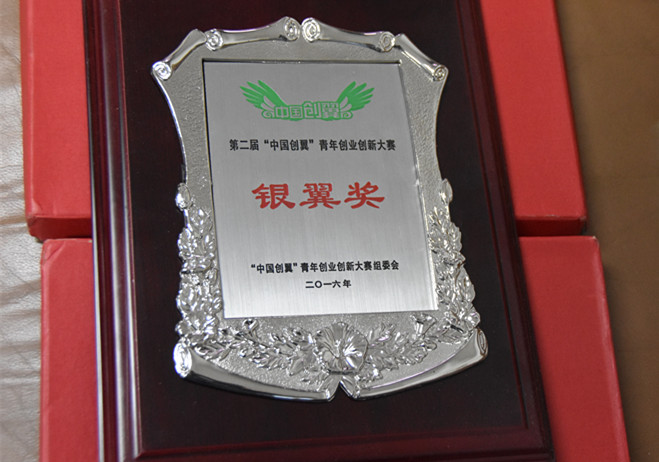 中国创翼
第二届“中国创翼”青年创业创新大赛
银翼奖
“中国创翼”青年创业创新大赛组委会
二〇一六年